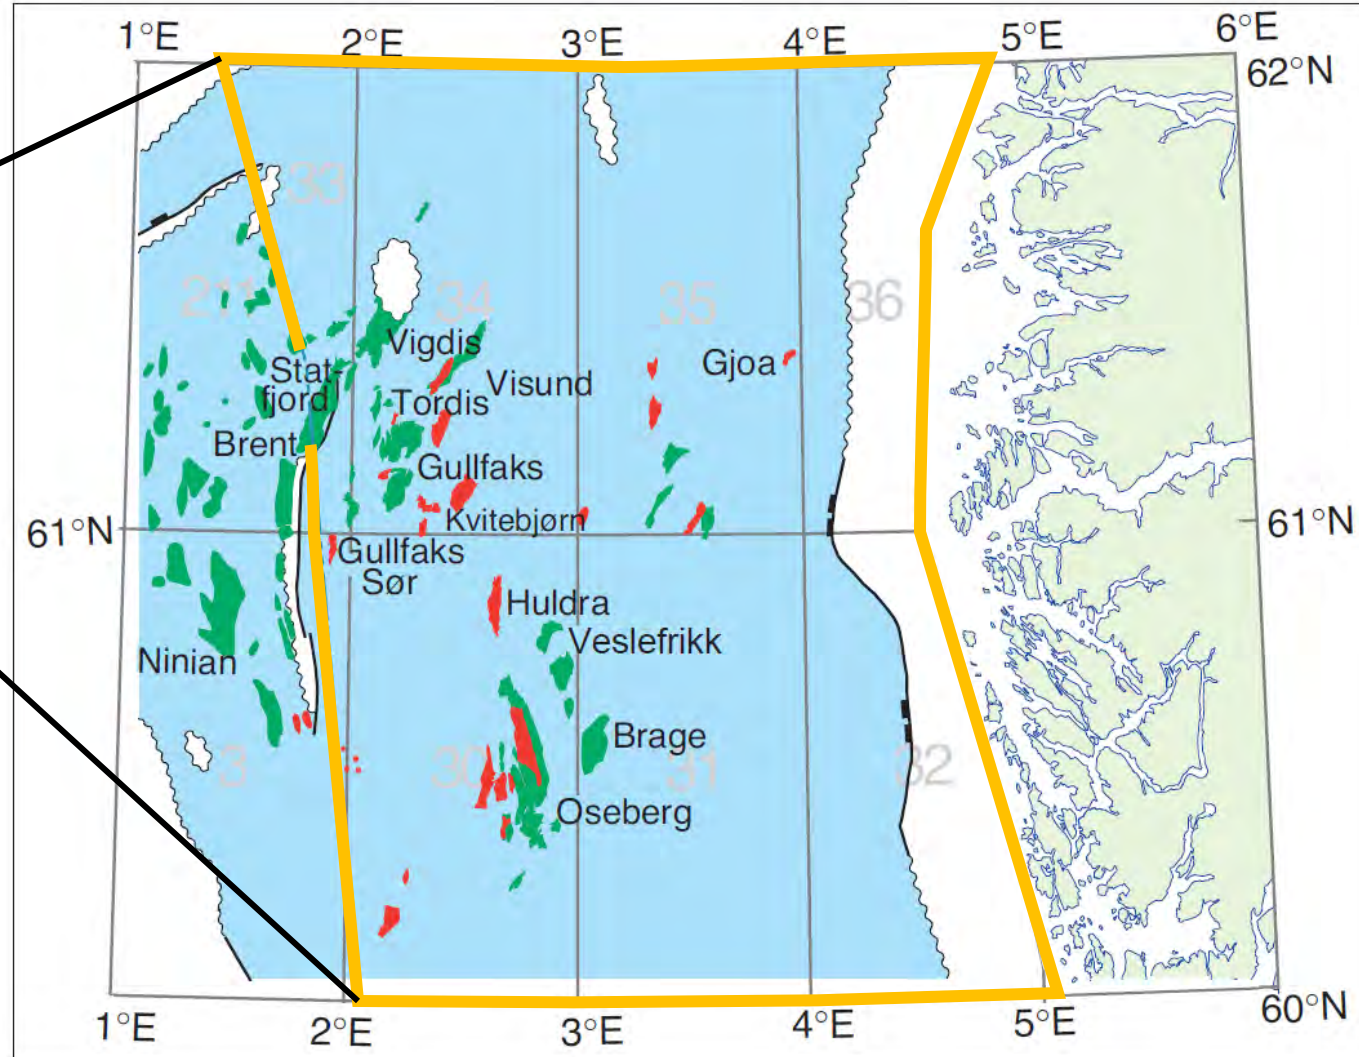 1°E 2°E 3°E 4°E 5°E 6°E
62°N
33
211 34 35 36
Vigdis
Gjoa
Stat-
fjord
Visund
Tordis
Brent
Gullfaks
Kvitebjørn
61°N 61°N
Gullfaks
Sør
Huldra
Veslefrikk
Ninian
Brage
3 30 31 32
Oseberg
60°N
1°E 2°E 3°E 4°E 5°E